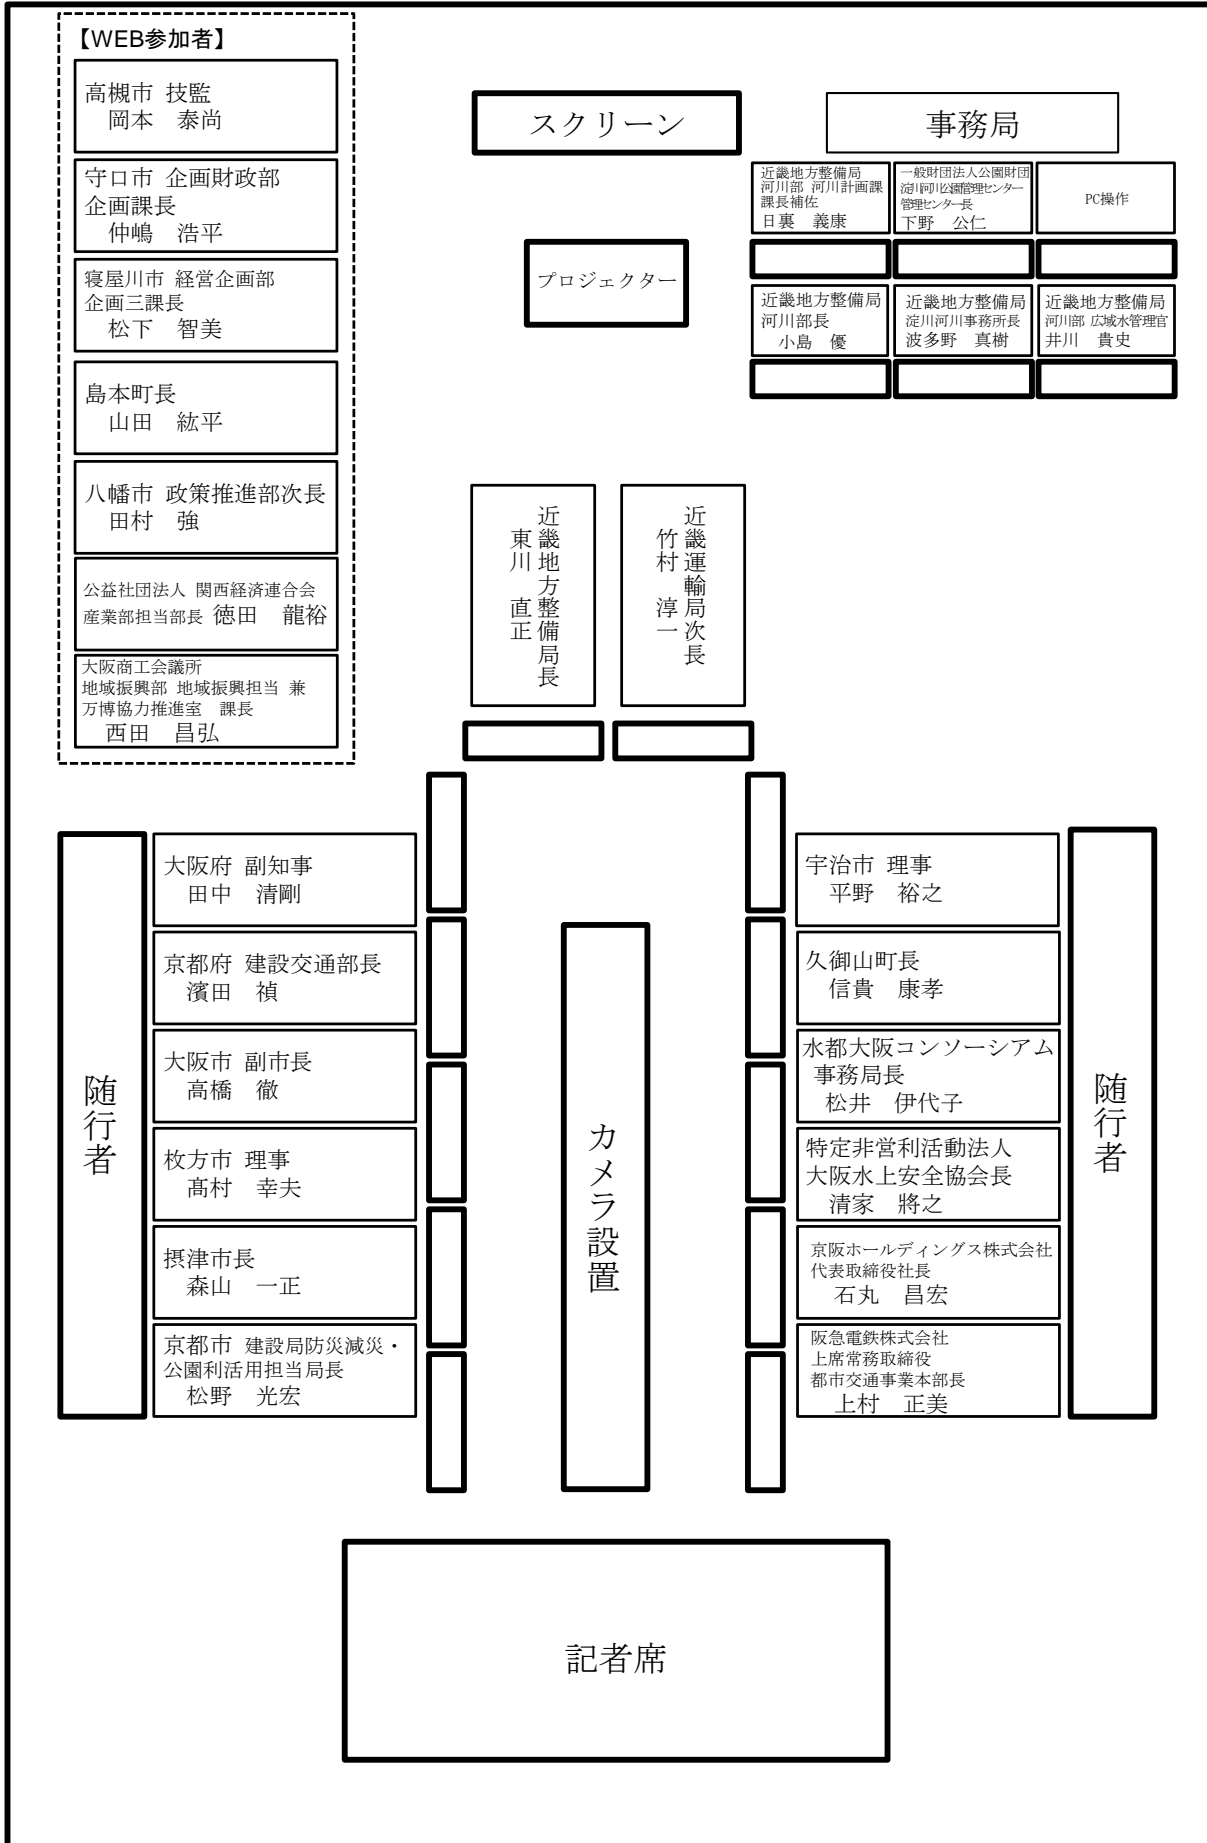 【WEB参加者】
高槻市 技監
岡本　泰尚
守口市 企画財政部
企画課長
仲嶋　浩平
寝屋川市 経営企画部
企画三課長
松下　智美
島本町長
山田　紘平
八幡市 政策推進部次長
田村　強
公益社団法人 関西経済連合会
産業部担当部長 徳田　龍裕
大阪商工会議所
地域振興部 地域振興担当 兼
万博協力推進室　課長
西田　昌弘
スクリーン
プロジェクター
事務局
近畿地方整備局
河川部 河川計画課
課長補佐
日裏　義康
一般財団法人公園財団
淀川河川公園管理センター
管理センター長
下野　公仁
PC操作
近畿地方整備局
河川部長
小島　優
近畿地方整備局
淀川河川事務所長
波多野　真樹
近畿地方整備局
河川部 広域水管理官
井川　貴史
近畿地方整備局長
東川　直正
近畿運輸局次長
竹村　淳一
随行者
大阪府 副知事
田中　清剛
京都府 建設交通部長
濱田　禎
大阪市 副市長
高橋　徹
枚方市 理事
髙村　幸夫
摂津市長
森山　一正
京都市 建設局防災減災・
公園利活用担当局長
松野　光宏
カメラ設置
宇治市 理事
平野　裕之
久御山町長
信貴　康孝
水都大阪コンソーシアム
事務局長
松井　伊代子
特定非営利活動法人
大阪水上安全協会長
清家　將之
京阪ホールディングス株式会社
代表取締役社長
石丸　昌宏
阪急電鉄株式会社
上席常務取締役
都市交通事業本部長
上村　正美
随行者
記者席